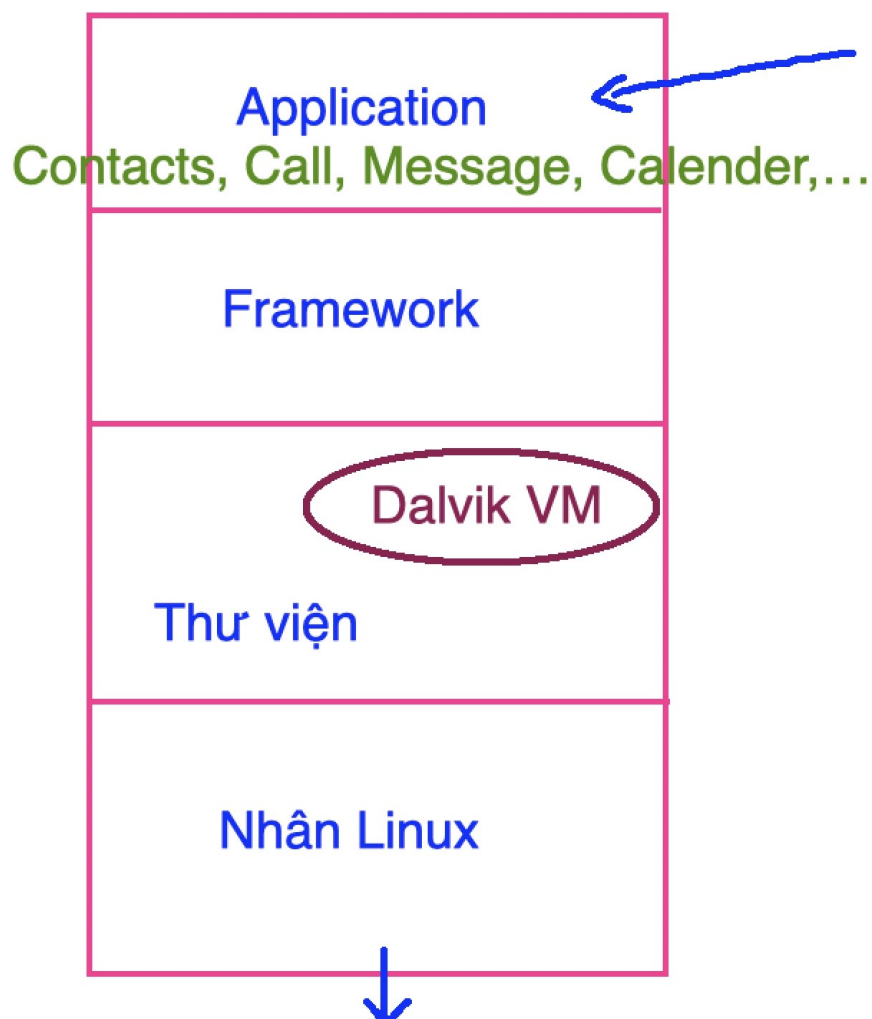 Application
Contacts, Call, Message, Calender,...
Framework
Dalvik VM
Thư viện
Nhân Linux